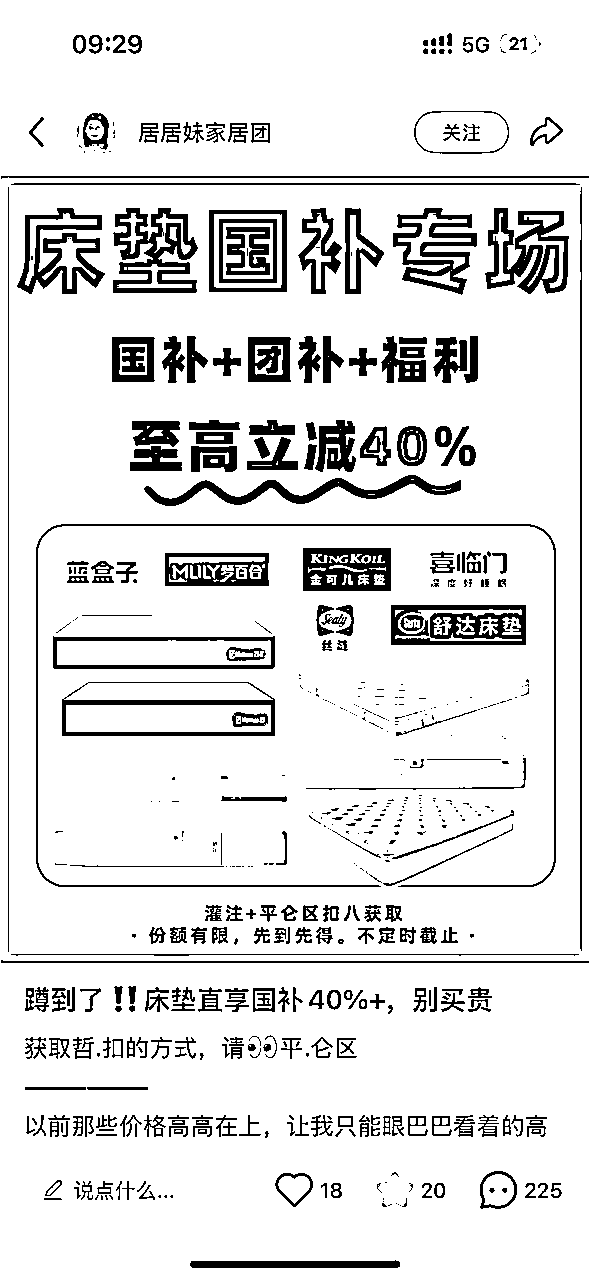 09:29
5G 21
居居妹家居团
关注
床垫国补专场
国补+团补+福利
至高立减40%
蓝盒子 MLILY梦百合 KINGKOIL 喜临门
金可儿床垫 深度好睡眠
Sealy 舒达床垫
丝涟
灌注+平仑区扣八获取
· 份额有限，先到先得。不定时截止 ·
蹲到了‼️床垫直享国补40%+，别买贵
获取哲.扣的方式，请👀平.仑区
以前那些价格高高在上，让我只能眼巴巴看着的高
说点什么... 18 20 225